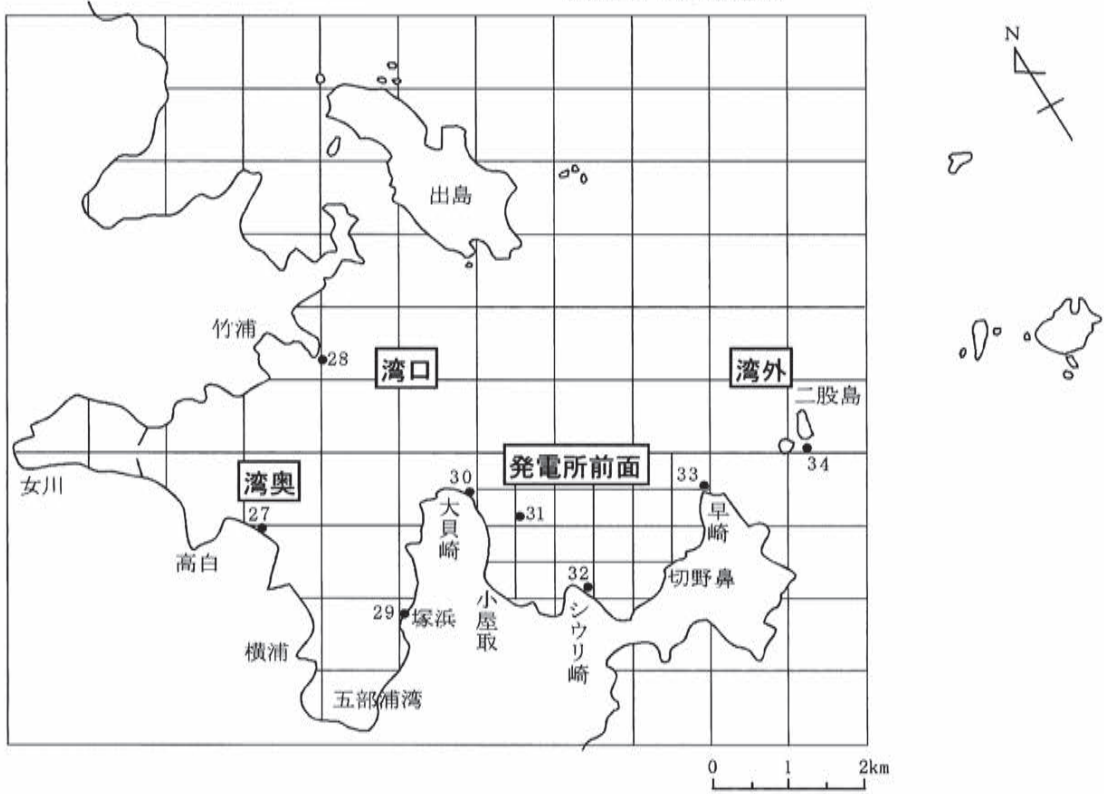 N
出島
竹浦
28
湾口
湾外
二股島
34
発電所前面
女川
湾奥
27
高白
30
大貝崎
31
33
早崎
32
切野鼻
29
塚浜
小屋取
シウリ崎
横浦
五部浦湾
0 1 2km